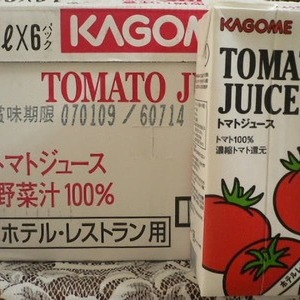 ℓ×6パック
KAGOME
TOMATO J
賞味期限 070109/60714
トマトジュース
野菜汁100%
ホテル・レストラン用
KAGOME
TOMA
JUICE
トマトジュース
トマト100%
濃縮トマト還元